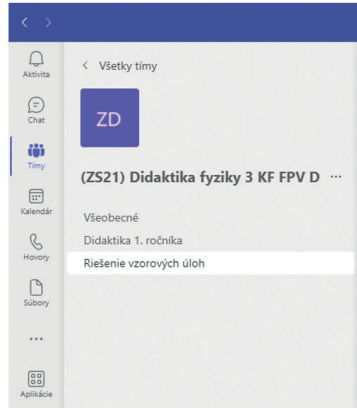 Aktivita
Chat
Tímy
Kalendár
Hovory
Súbory
Aplikácie
Všetky tímy
ZD
(ZS21) Didaktika fyziky 3 KF FPV D ...
Všeobecné
Didaktika 1. ročníka
Riešenie vzorových úloh